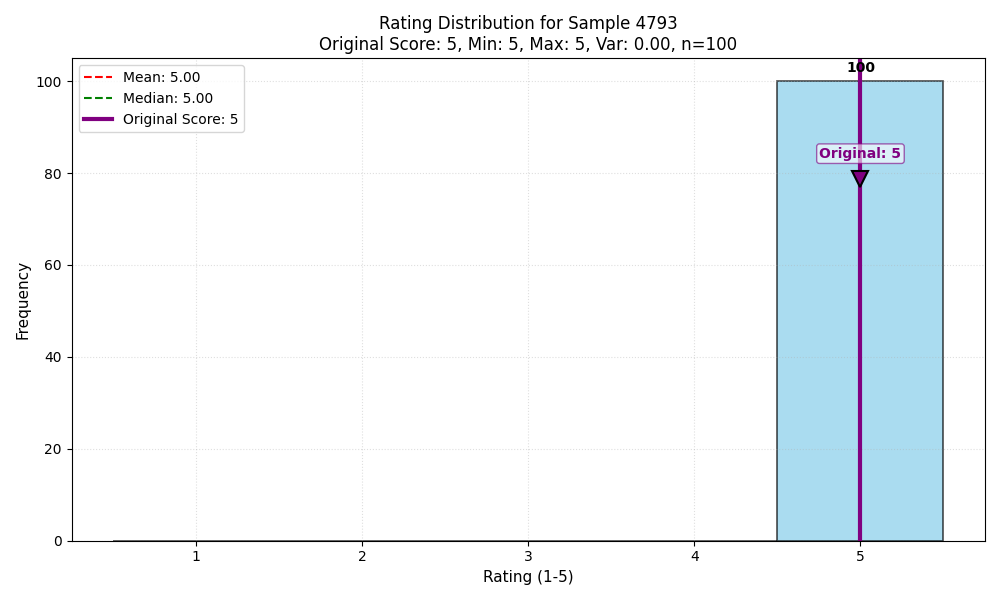 Rating Distribution for Sample 4793
Original Score: 5, Min: 5, Max: 5, Var: 0.00, n=100
Mean: 5.00
Median: 5.00
Original Score: 5
100
Original: 5
100
80
60
40
20
0
Frequency
1 2 3 4 5
Rating (1-5)